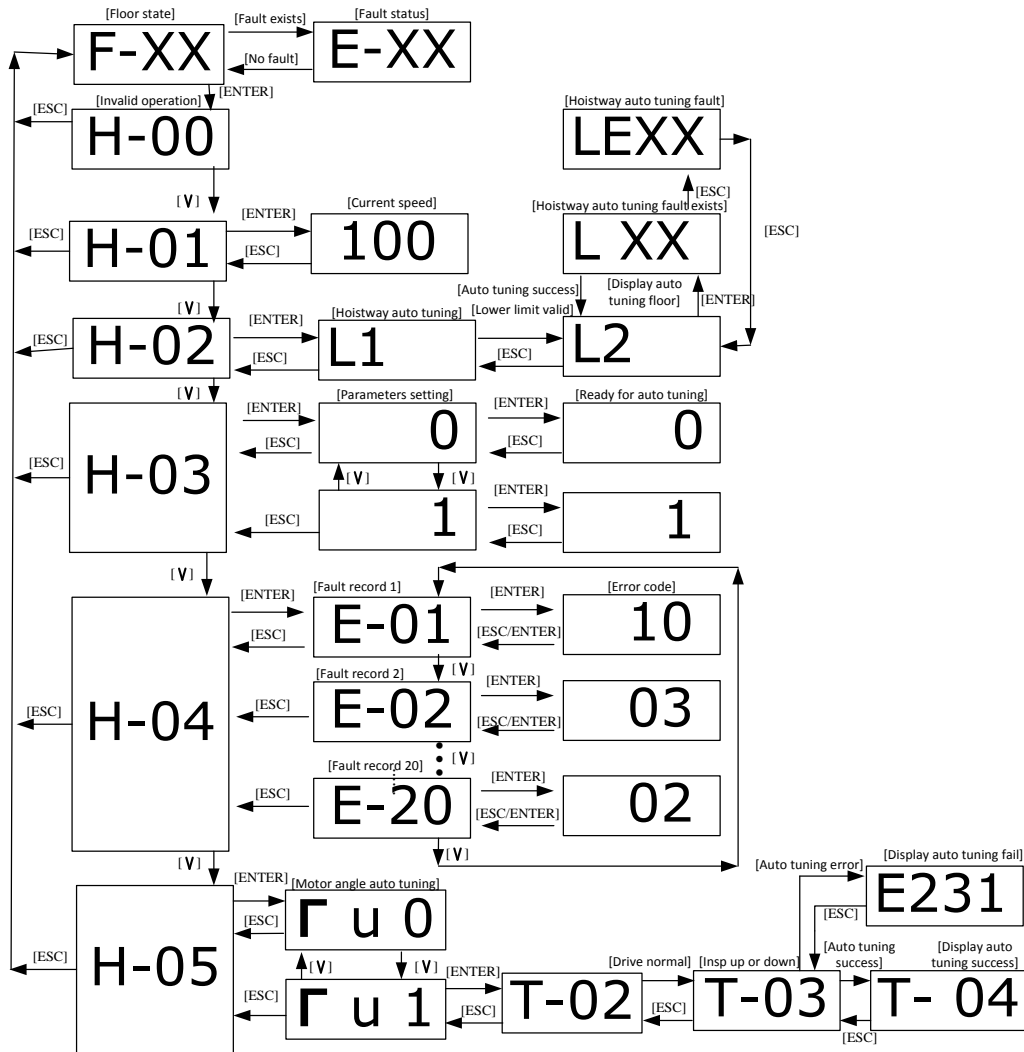 [Floor state]
[Fault exists]
[Fault status]
F-XX
E-XX
[No fault]
[ENTER]
[Invalid operation]
[ESC]
H-00
[Hoistway auto tuning fault]
LEXX
[V]
[ESC]
[Hoistway auto tuning fault exists]
[ESC]
[ESC]
H-01
[ENTER]
[ESC]
[Current speed]
100
L XX
[V]
[Auto tuning success]
[Display auto
tuning floor]
[ENTER]
[ESC]
H-02
[ENTER]
[ESC]
[Hoistway auto tuning]
L1
[Lower limit valid]
[ESC]
L2
[V]
[Parameters setting]
[Ready for auto tuning]
[ENTER]
0
[ENTER]
0
[ESC]
[ESC]
[ESC]
H-03
[V]
[V]
[ESC]
1
[ENTER]
[ESC]
1
[V]
[Fault record 1]
[Error code]
[ENTER]
E-01
[ENTER]
10
[ESC]
[ESC/ENTER]
[V]
[Fault record 2]
[ESC]
H-04
[ESC]
E-02
[ENTER]
03
[ESC/ENTER]
[V]
[Fault record 20]
[ESC]
E-20
[ENTER]
02
[ESC/ENTER]
[V]
[V]
[Auto tuning error]
[Display auto tuning fail]
[ENTER]
[Motor angle auto tuning]
E231
[ESC]
Γ u 0
[ESC]
[ESC]
H-05
[V]
[V]
[Drive normal]
[Insp up or down]
[Auto tuning
success]
[Display auto
tuning success]
[ESC]
Γ u 1
[ENTER]
[ESC]
T-02
[ESC]
T-03
[ESC]
T- 04